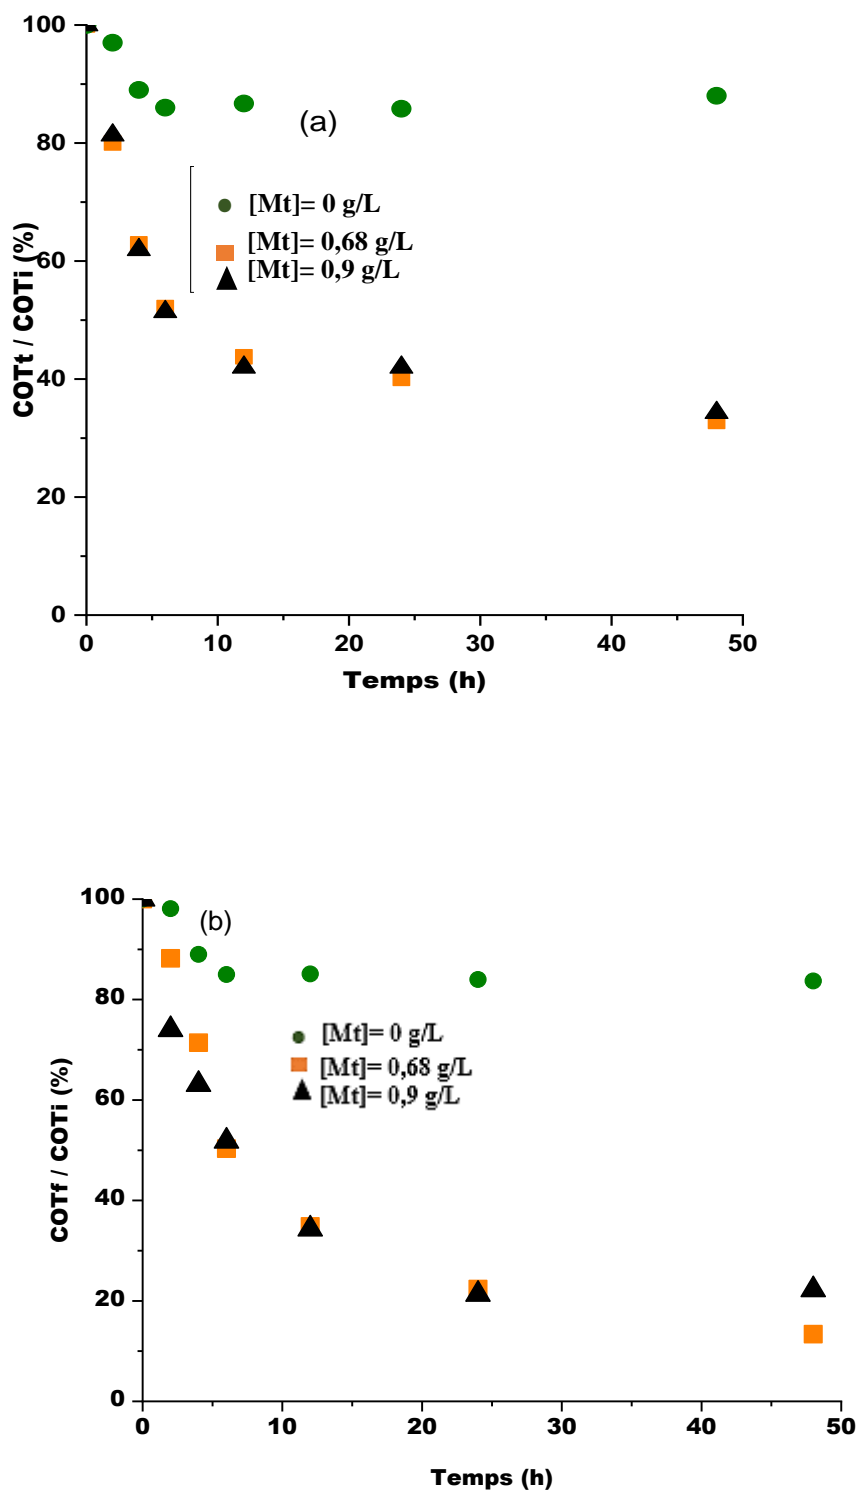 100
80
60
40
20
0
COTt / COTi (%)
(a)
[Mt]= 0 g/L
[Mt]= 0,68 g/L
[Mt]= 0,9 g/L
0 10 20 30 40 50
Temps (h)
100
80
60
40
20
0
COTf / COTi (%)
(b)
[Mt]= 0 g/L
[Mt]= 0,68 g/L
[Mt]= 0,9 g/L
0 10 20 30 40 50
Temps (h)